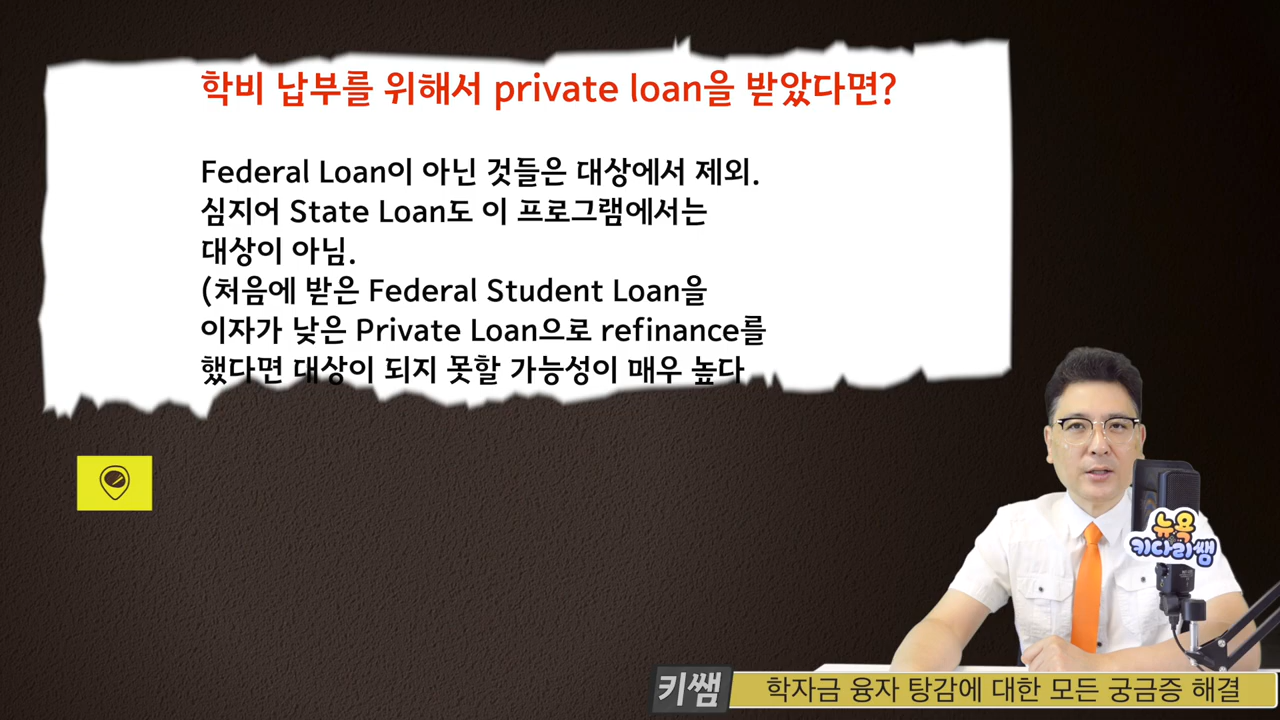 학비 납부를 위해서 private loan을 받았다면?
Federal Loan이 아닌 것들은 대상에서 제외.
심지어 State Loan도 이 프로그램에서는
대상이 아님.
(처음에 받은 Federal Student Loan을
이자가 낮은 Private Loan으로 refinance를
했다면 대상이 되지 못할 가능성이 매우 높다
뉴욕
키다리쌤
키쌤 학자금 융자 탕감에 대한 모든 궁금증 해결